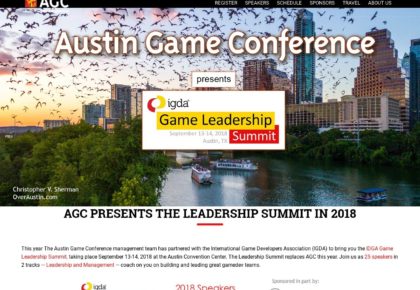 AGC
REGISTER SPEAKERS SCHEDULE SPONSORS TRAVEL ABOUT US
Austin Game Conference
presents
igda
Game Leadership
Summit
September 13-14, 2018
Austin, TX
Christopher V. Sherman
OverAustin.com
AGC PRESENTS THE LEADERSHIP SUMMIT IN 2018
This year The Austin Game Conference management team has partnered with the International Game Developers Association (IGDA) to bring you the IDGA Game
Leadership Summit, taking place September 13-14, 2018 at the Austin Convention Center. The Leadership Summit replaces AGC this year. Join us as 25 speakers in
2 tracks — Leadership and Management — coach on you on building and leading great gamedev teams.
igda
2018 Speakers
Sponsored in part by: